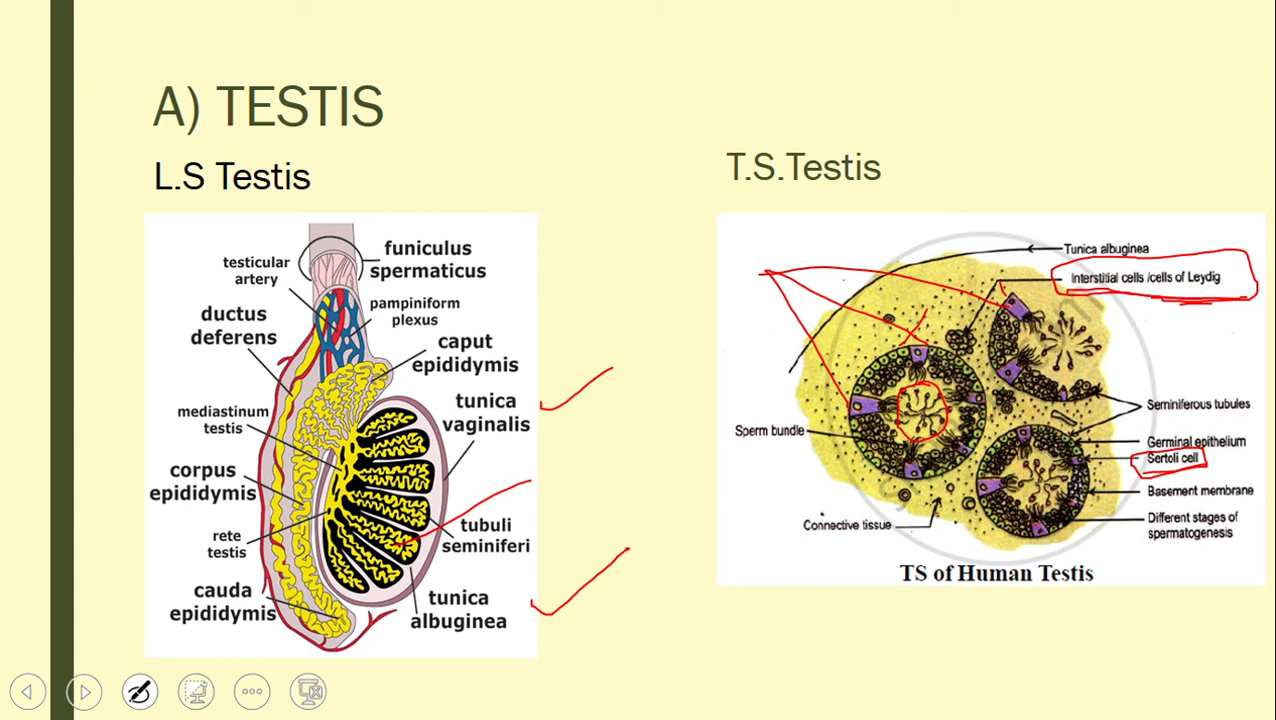 A) TESTIS
L.S Testis
funiculus
spermaticus
testicular
artery
pampiniform
plexus
ductus
deferens
caput
epididymis
tunica
vaginalis
mediastinum
testis
corpus
epididymis
tubuli
seminiferi
rete
testis
cauda
epididymis
tunica
albuginea
T.S.Testis
Tunica albuginea
Interstitial cells /cells of Leydig
Seminiferous tubules
Sperm bundle
Germinal epithelium
Sertoli cell
Basement membrane
Connective tissue
Different stages of
spermatogenesis
TS of Human Testis